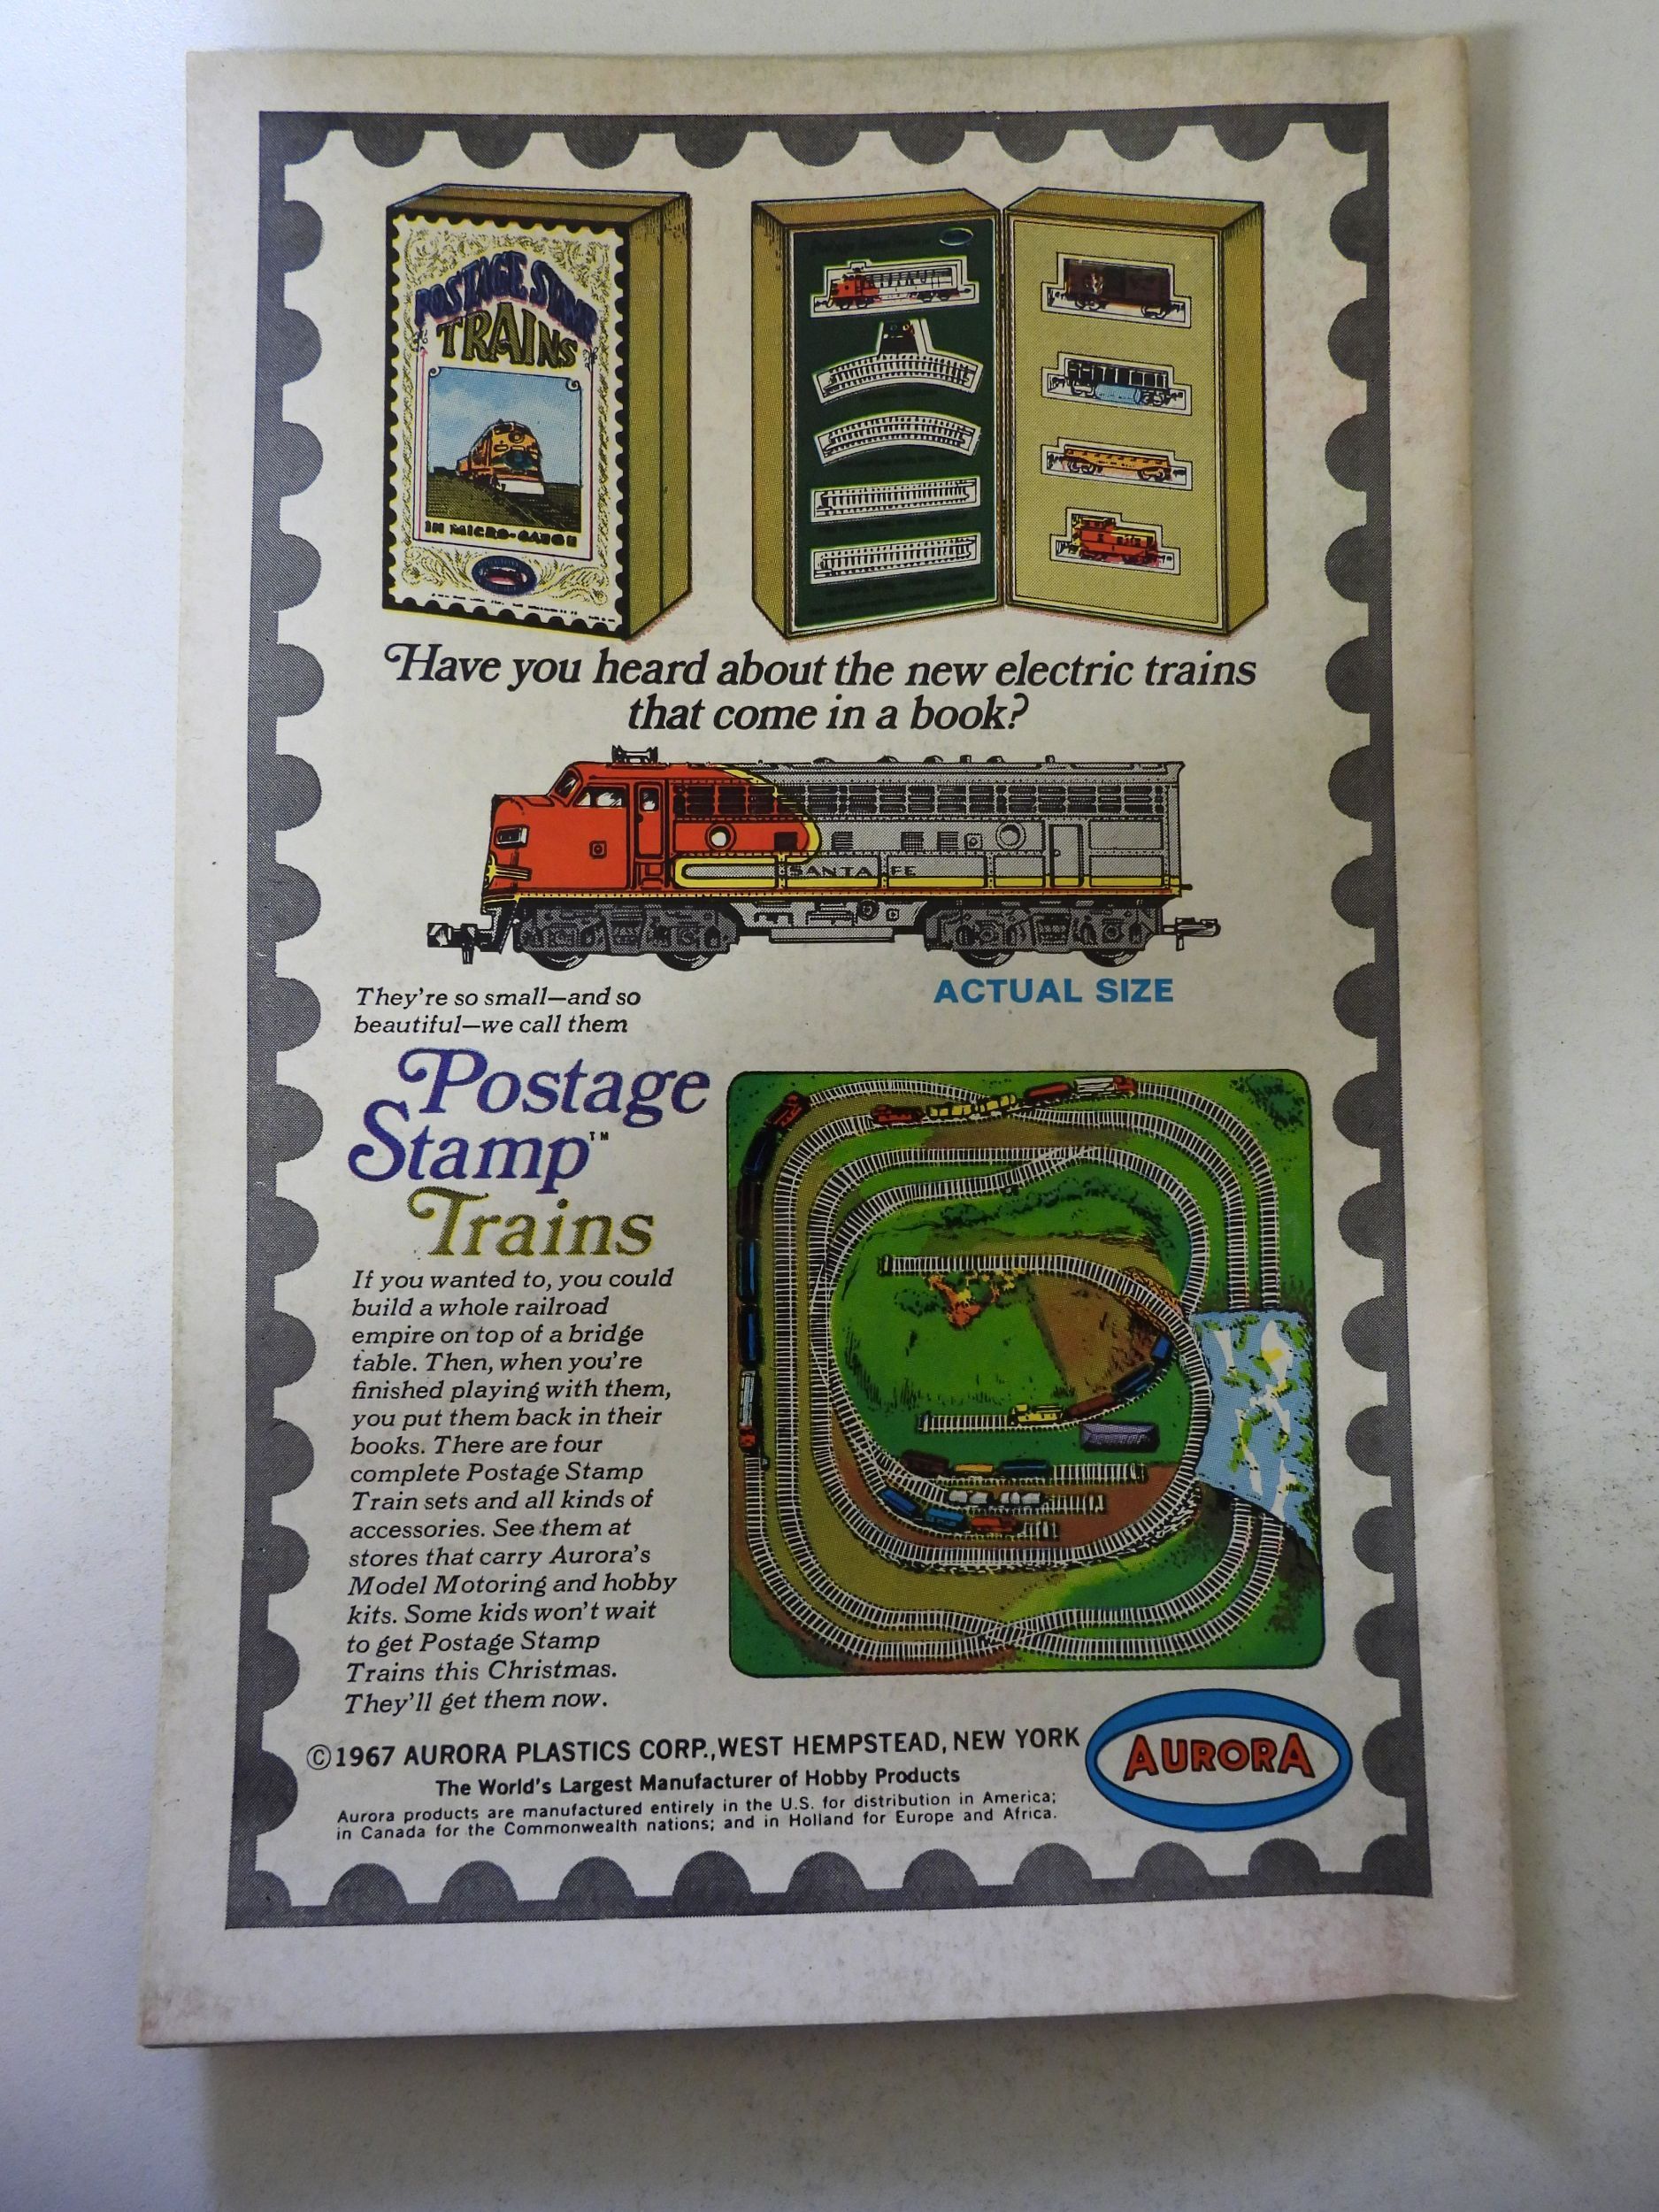 POSTAGE STAMP
TRAINS
IN MICRO-GAUGE
Have you heard about the new electric trains
that come in a book?
SANTA FE
ACTUAL SIZE
They're so small—and so
beautiful—we call them
Postage
Stamp™
Trains
If you wanted to, you could
build a whole railroad
empire on top of a bridge
table. Then, when you're
finished playing with them,
you put them back in their
books. There are four
complete Postage Stamp
Train sets and all kinds of
accessories. See them at
stores that carry Aurora's
Model Motoring and hobby
kits. Some kids won't wait
to get Postage Stamp
Trains this Christmas.
They'll get them now.
©1967 AURORA PLASTICS CORP., WEST HEMPSTEAD, NEW YORK
AURORA
The World's Largest Manufacturer of Hobby Products
Aurora products are manufactured entirely in the U.S. for distribution in America;
in Canada for the Commonwealth nations; and in Holland for Europe and Africa.